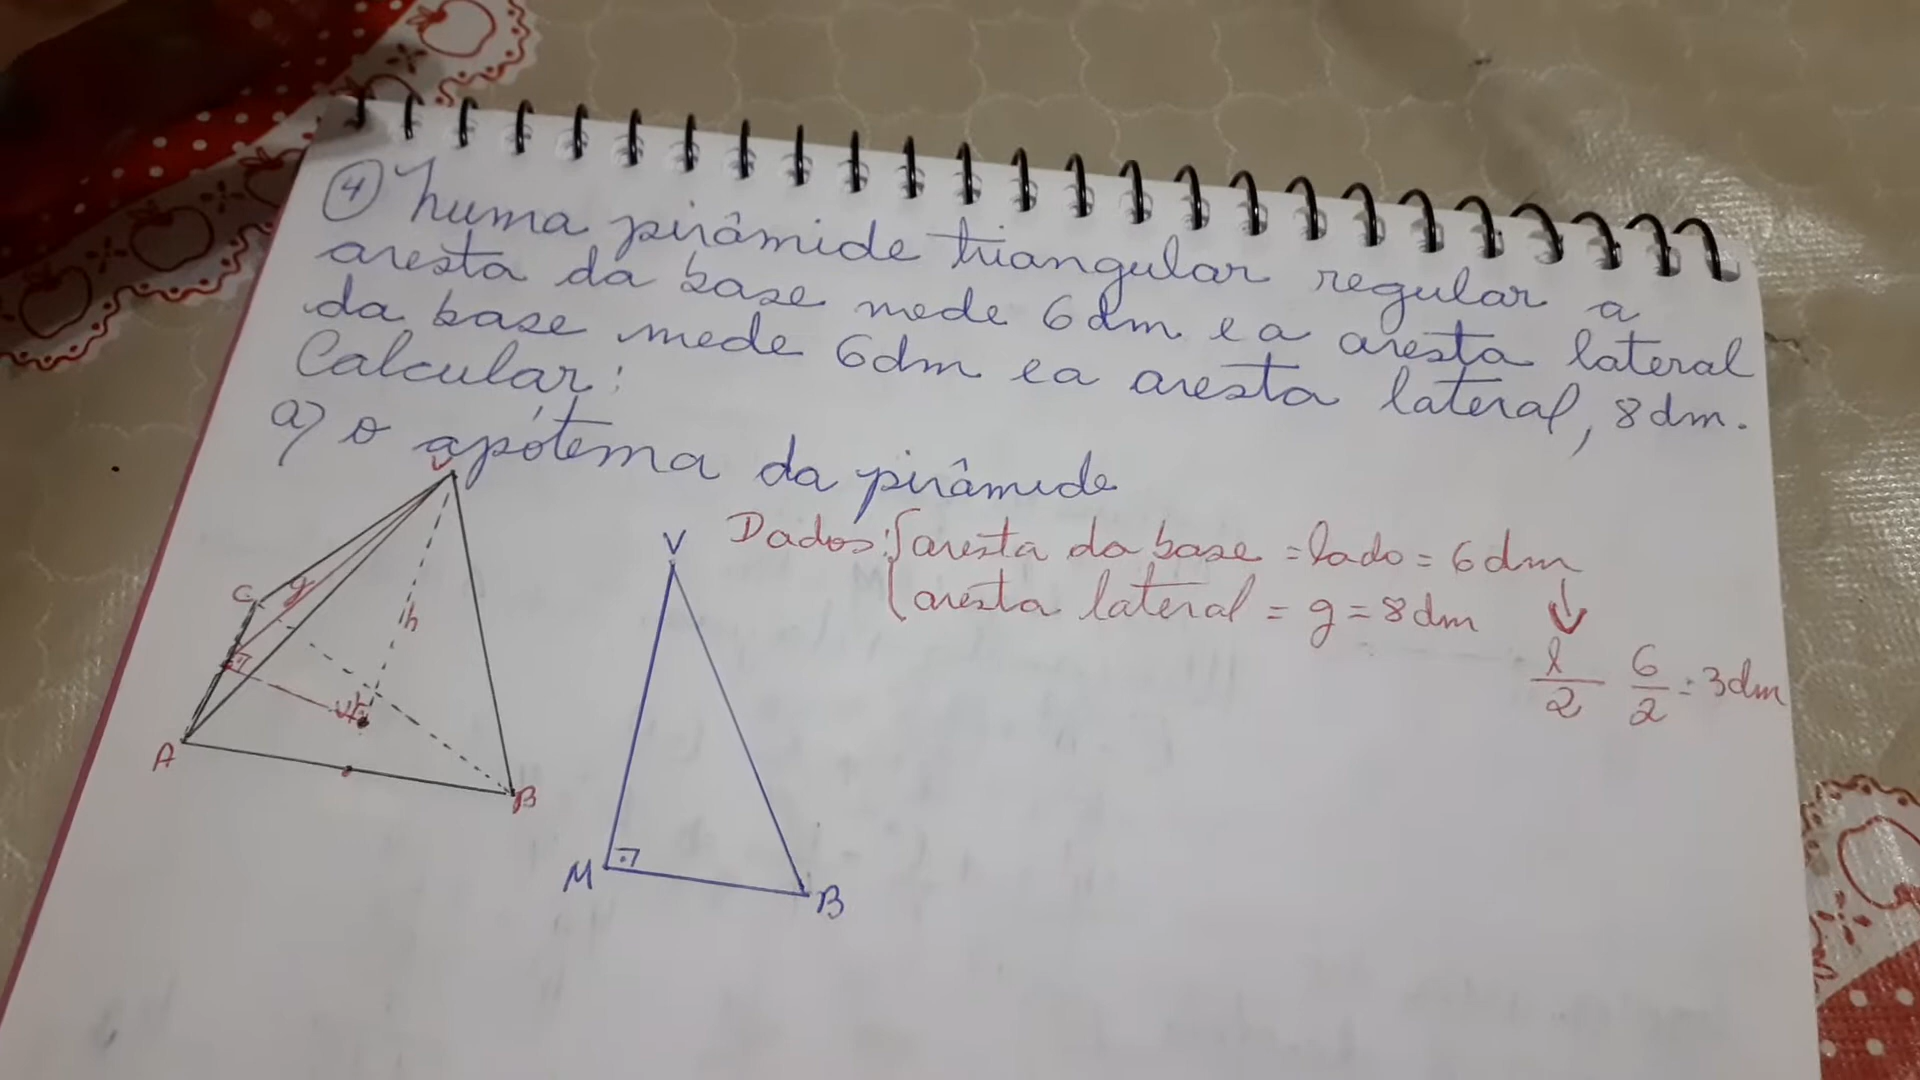 4 Numa pirâmide triangular regular a
aresta da base mede 6dm e a aresta lateral
da base mede 6dm e a aresta lateral, 8dm.
Calcular:
a) o apótema da pirâmide
Dados: { aresta da base = lado = 6dm
aresta lateral = g = 8dm
l/2 6/2 = 3dm
V
C
g
h
A
B
V
M
B